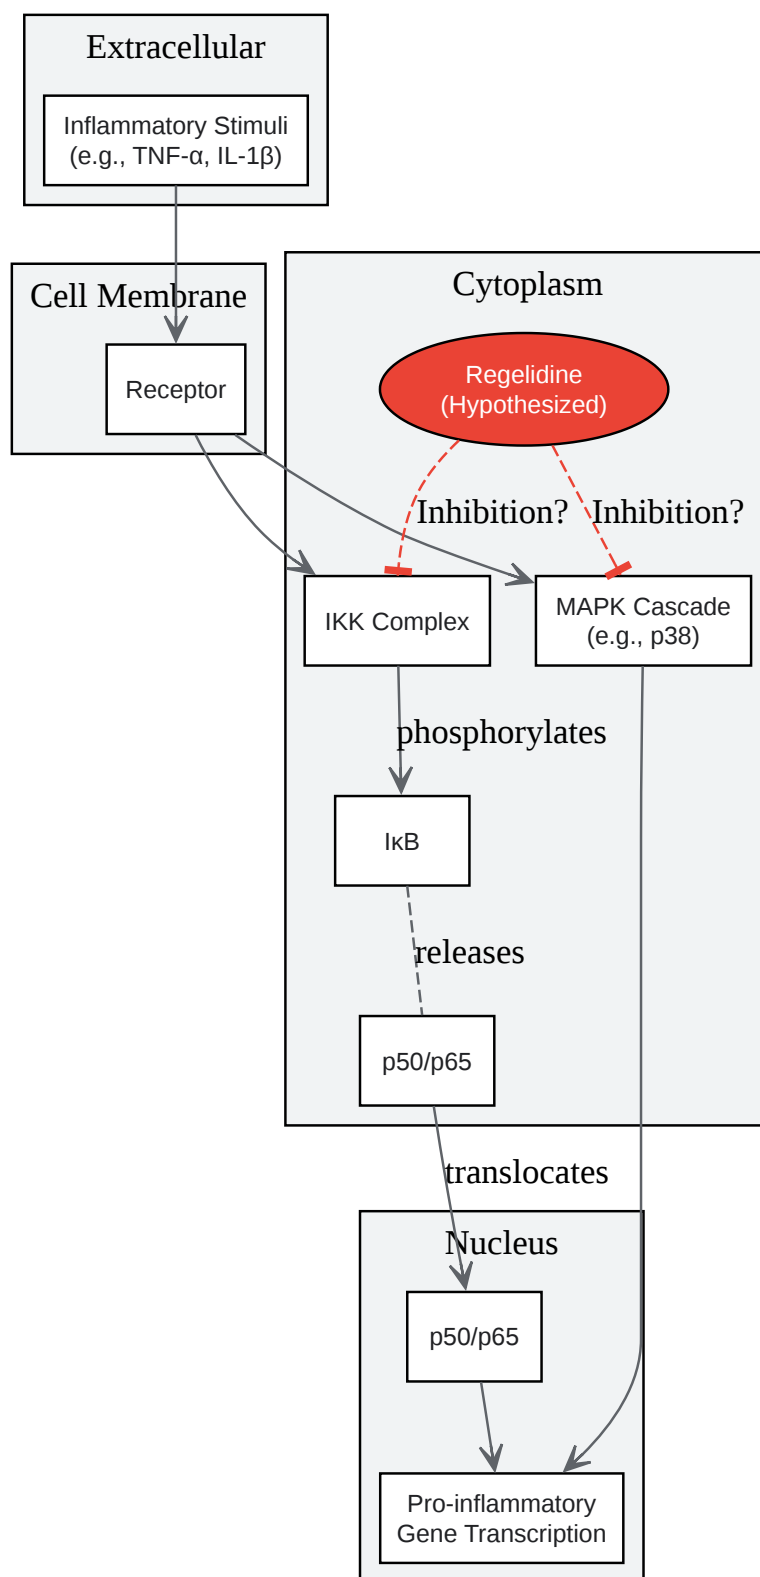 Extracellular
Inflammatory Stimuli
(e.g., TNF-α, IL-1β)
Cell Membrane
Receptor
Cytoplasm
Regelidine
(Hypothesized)
Inhibition?
Inhibition?
IKK Complex
MAPK Cascade
(e.g., p38)
phosphorylates
IκB
releases
p50/p65
translocates
Nucleus
p50/p65
Pro-inflammatory
Gene Transcription